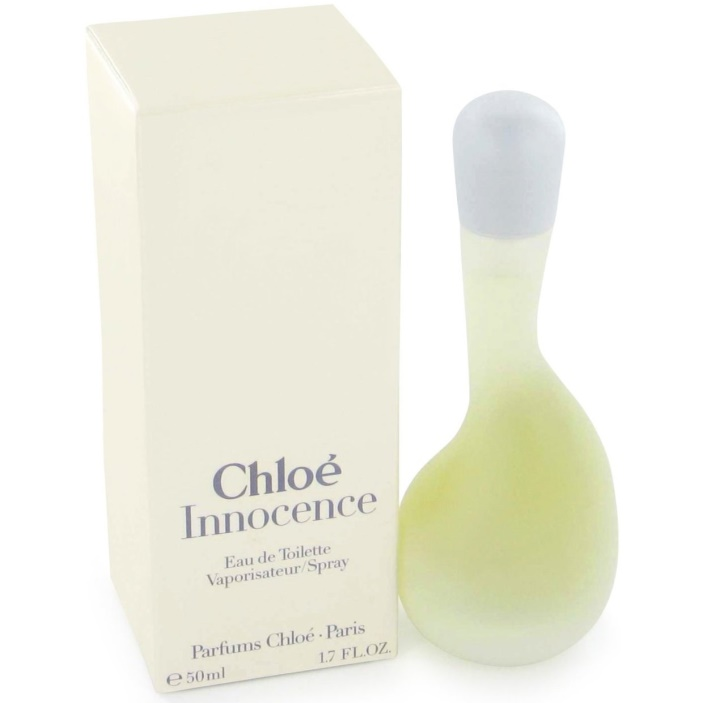 Chloé
Innocence
Eau de Toilette
Vaporisateur/Spray
Parfums Chloé · Paris
℮ 50ml 1.7 FL.OZ.